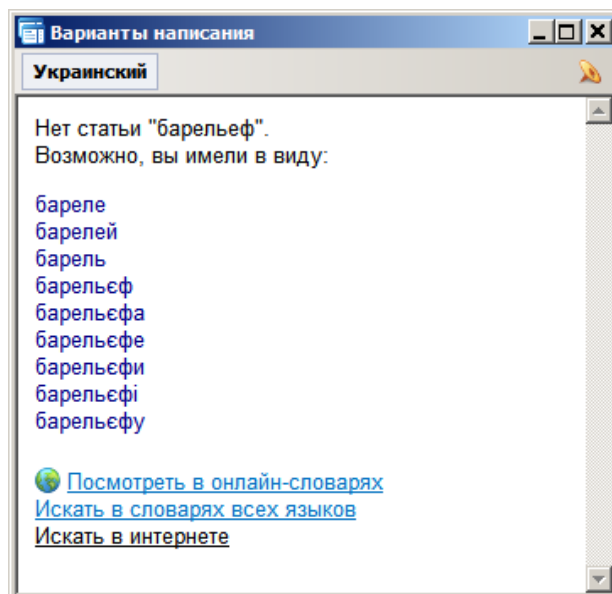 Варианты написания
Украинский
Нет статьи "барельеф".
Возможно, вы имели в виду:
бареле
барелей
барель
барельєф
барельєфа
барельєфе
барельєфи
барельєфі
барельєфу
Посмотреть в онлайн-словарях
Искать в словарях всех языков
Искать в интернете